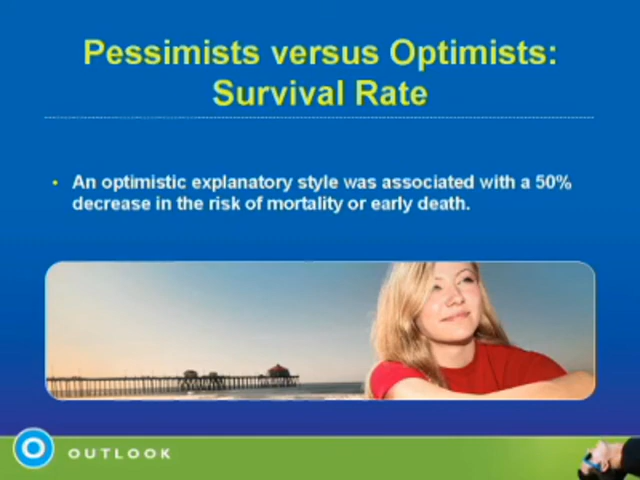 Pessimists versus Optimists:
Survival Rate
• An optimistic explanatory style was associated with a 50%
decrease in the risk of mortality or early death.
OUTLOOK